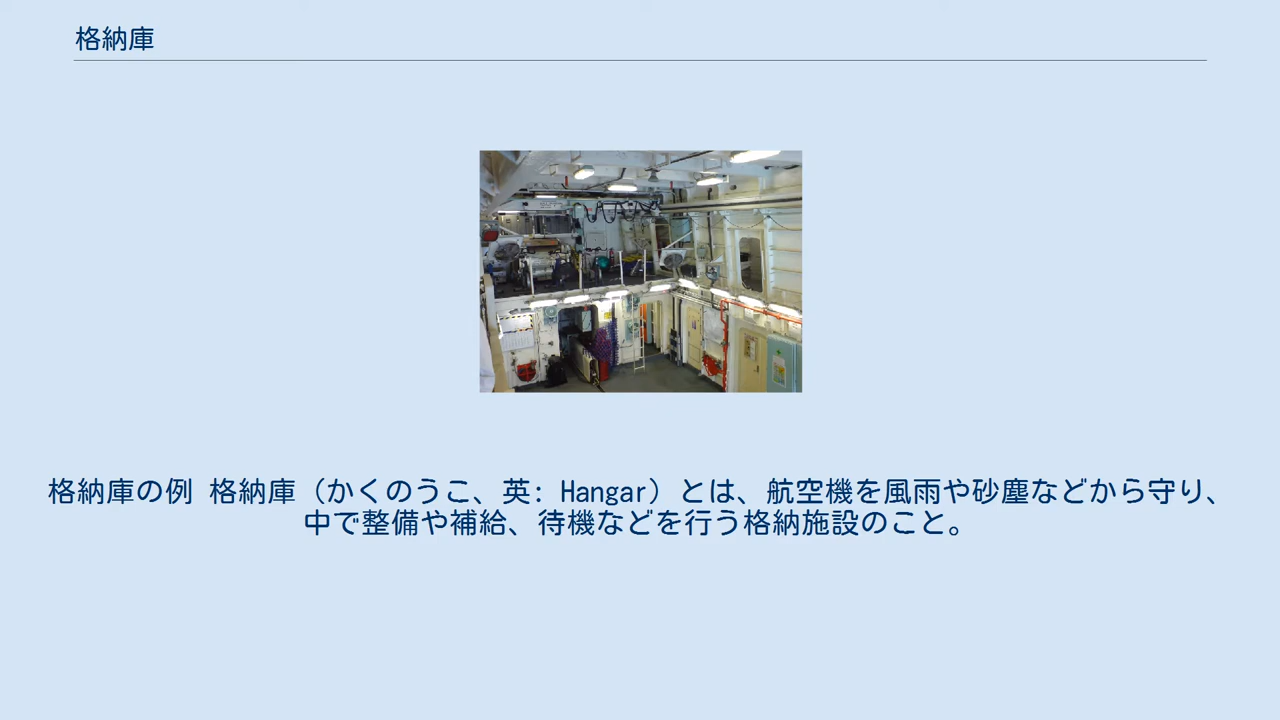 格納庫
格納庫の例 格納庫（かくのうこ、英: Hangar）とは、航空機を風雨や砂塵などから守り、
中で整備や補給、待機などを行う格納施設のこと。